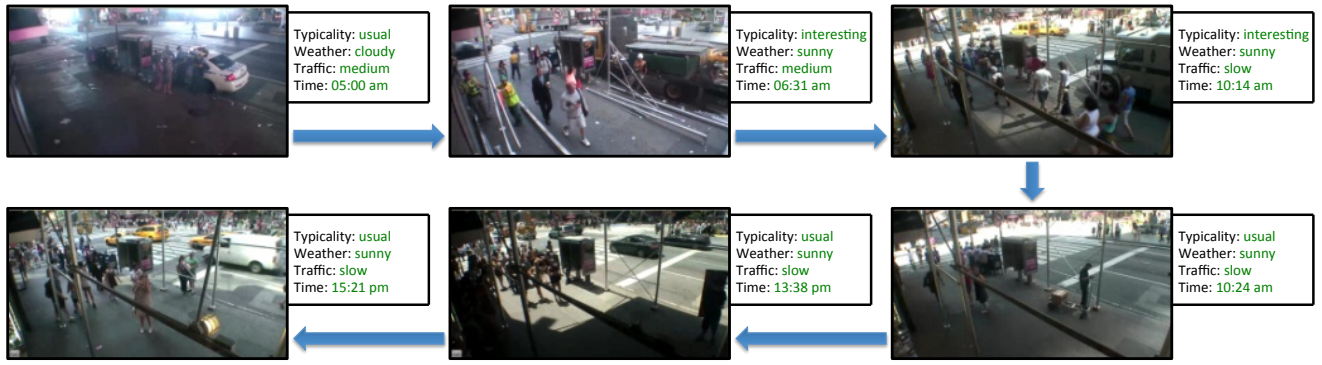 Typicality: usual
Weather: cloudy
Traffic: medium
Time: 05:00 am
Typicality: interesting
Weather: sunny
Traffic: medium
Time: 06:31 am
Typicality: interesting
Weather: sunny
Traffic: slow
Time: 10:14 am
Typicality: usual
Weather: sunny
Traffic: slow
Time: 10:24 am
Typicality: usual
Weather: sunny
Traffic: slow
Time: 13:38 pm
Typicality: usual
Weather: sunny
Traffic: slow
Time: 15:21 pm